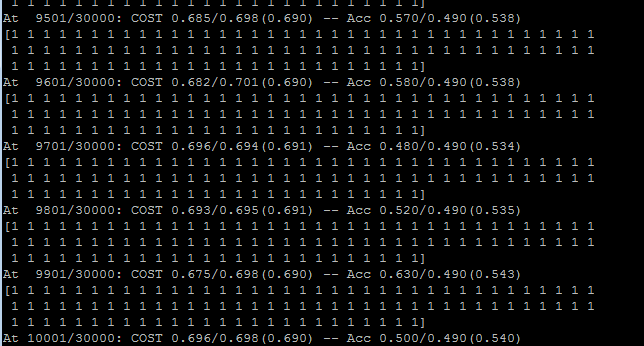 1 1 1 1 1 1 1 1 1 1 1 1 1 1 1 1 1 1 1 1 1 1 1 1 1 1]
At  9501/30000: COST 0.685/0.698(0.690) -- Acc 0.570/0.490(0.538)
[1 1 1 1 1 1 1 1 1 1 1 1 1 1 1 1 1 1 1 1 1 1 1 1 1 1 1 1 1 1 1 1 1 1 1 1 1
1 1 1 1 1 1 1 1 1 1 1 1 1 1 1 1 1 1 1 1 1 1 1 1 1 1 1 1 1 1 1 1 1 1 1 1 1
1 1 1 1 1 1 1 1 1 1 1 1 1 1 1 1 1 1 1 1 1 1 1 1 1 1]
At  9601/30000: COST 0.682/0.701(0.690) -- Acc 0.580/0.490(0.538)
[1 1 1 1 1 1 1 1 1 1 1 1 1 1 1 1 1 1 1 1 1 1 1 1 1 1 1 1 1 1 1 1 1 1 1 1 1
1 1 1 1 1 1 1 1 1 1 1 1 1 1 1 1 1 1 1 1 1 1 1 1 1 1 1 1 1 1 1 1 1 1 1 1 1
1 1 1 1 1 1 1 1 1 1 1 1 1 1 1 1 1 1 1 1 1 1 1 1 1 1]
At  9701/30000: COST 0.696/0.694(0.691) -- Acc 0.480/0.490(0.534)
[1 1 1 1 1 1 1 1 1 1 1 1 1 1 1 1 1 1 1 1 1 1 1 1 1 1 1 1 1 1 1 1 1 1 1 1 1
1 1 1 1 1 1 1 1 1 1 1 1 1 1 1 1 1 1 1 1 1 1 1 1 1 1 1 1 1 1 1 1 1 1 1 1 1
1 1 1 1 1 1 1 1 1 1 1 1 1 1 1 1 1 1 1 1 1 1 1 1 1 1]
At  9801/30000: COST 0.693/0.695(0.691) -- Acc 0.520/0.490(0.535)
[1 1 1 1 1 1 1 1 1 1 1 1 1 1 1 1 1 1 1 1 1 1 1 1 1 1 1 1 1 1 1 1 1 1 1 1 1
1 1 1 1 1 1 1 1 1 1 1 1 1 1 1 1 1 1 1 1 1 1 1 1 1 1 1 1 1 1 1 1 1 1 1 1 1
1 1 1 1 1 1 1 1 1 1 1 1 1 1 1 1 1 1 1 1 1 1 1 1 1 1]
At  9901/30000: COST 0.675/0.698(0.690) -- Acc 0.630/0.490(0.543)
[1 1 1 1 1 1 1 1 1 1 1 1 1 1 1 1 1 1 1 1 1 1 1 1 1 1 1 1 1 1 1 1 1 1 1 1 1
1 1 1 1 1 1 1 1 1 1 1 1 1 1 1 1 1 1 1 1 1 1 1 1 1 1 1 1 1 1 1 1 1 1 1 1 1
1 1 1 1 1 1 1 1 1 1 1 1 1 1 1 1 1 1 1 1 1 1 1 1 1 1]
At 10001/30000: COST 0.696/0.698(0.690) -- Acc 0.500/0.490(0.540)